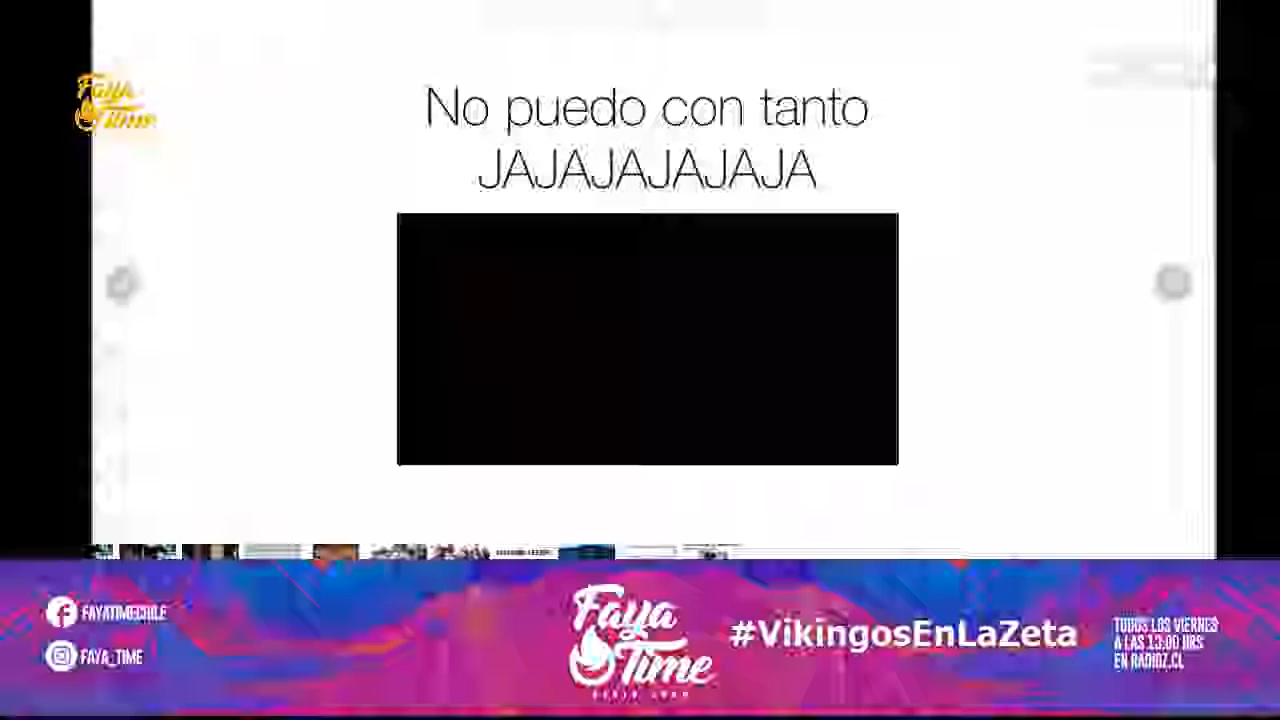 Faya
Time
No puedo con tanto
JAJAJAJAJAJA
FAYATIMECHILE
FAYA_TIME
Faya
Time
#VikingosEnLaZeta
TODOS LOS VIERNES
A LAS 13:00 HRS
EN RADIOZ.CL